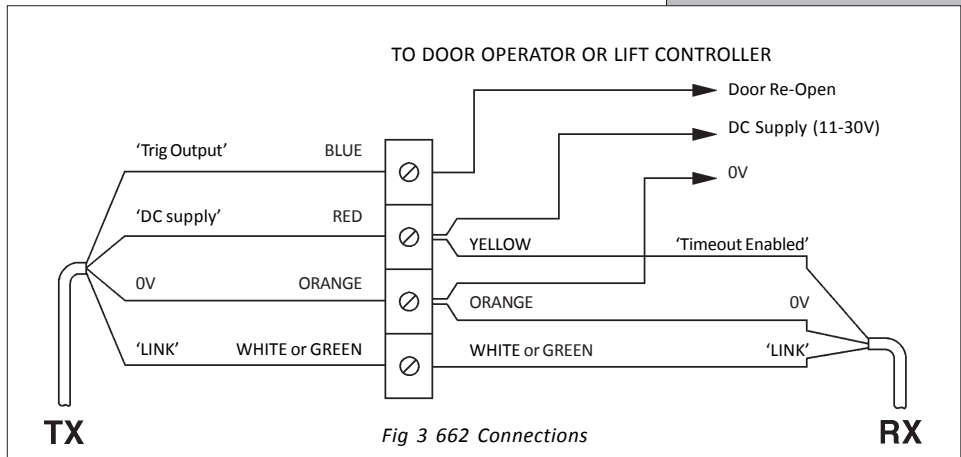 TO DOOR OPERATOR OR LIFT CONTROLLER
Door Re-Open
DC Supply (11-30V)
0V
'Trig Output' BLUE
'DC supply' RED
YELLOW 'Timeout Enabled'
0V ORANGE
ORANGE 0V
'LINK' WHITE or GREEN
WHITE or GREEN 'LINK'
TX
Fig 3 662 Connections
RX